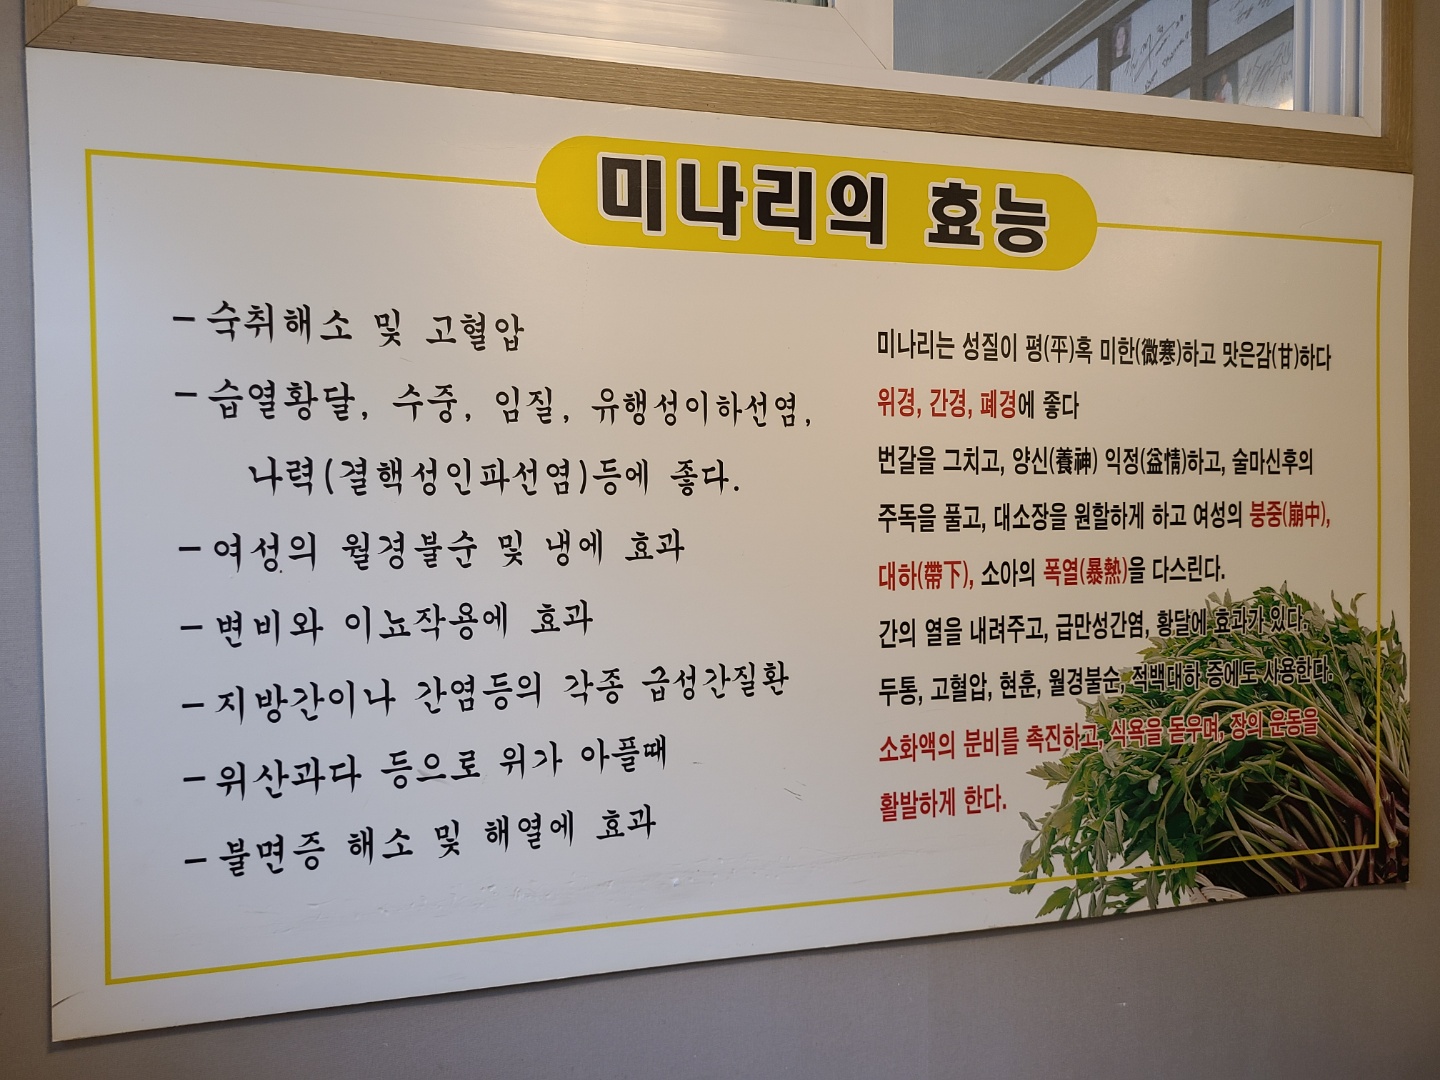 미나리의 효능
- 숙취해소 및 고혈압
- 습열황달, 수중, 임질, 유행성이하선염,
나력(결핵성인파선염)등에 좋다.
- 여성의 월경불순 및 냉에 효과
- 변비와 이뇨작용에 효과
- 지방간이나 간염등의 각종 급성간질환
- 위산과다 등으로 위가 아플때
- 불면증 해소 및 해열에 효과
미나리는 성질이 평(平)혹 미한(微寒)하고 맛은감(甘)하다
위경, 간경, 폐경에 좋다
번갈을 그치고, 양신(養神) 익정(益情)하고, 술마신후의
주독을 풀고, 대소장을 원할하게 하고 여성의 붕중(崩中),
대하(帶下), 소아의 폭열(暴熱)을 다스린다.
간의 열을 내려주고, 급만성간염, 황달에 효과가 있다.
두통, 고혈압, 현훈, 월경불순, 적백대하 증에도 사용한다.
소화액의 분비를 촉진하고, 식욕을 돋우며, 장의 운동을
활발하게 한다.